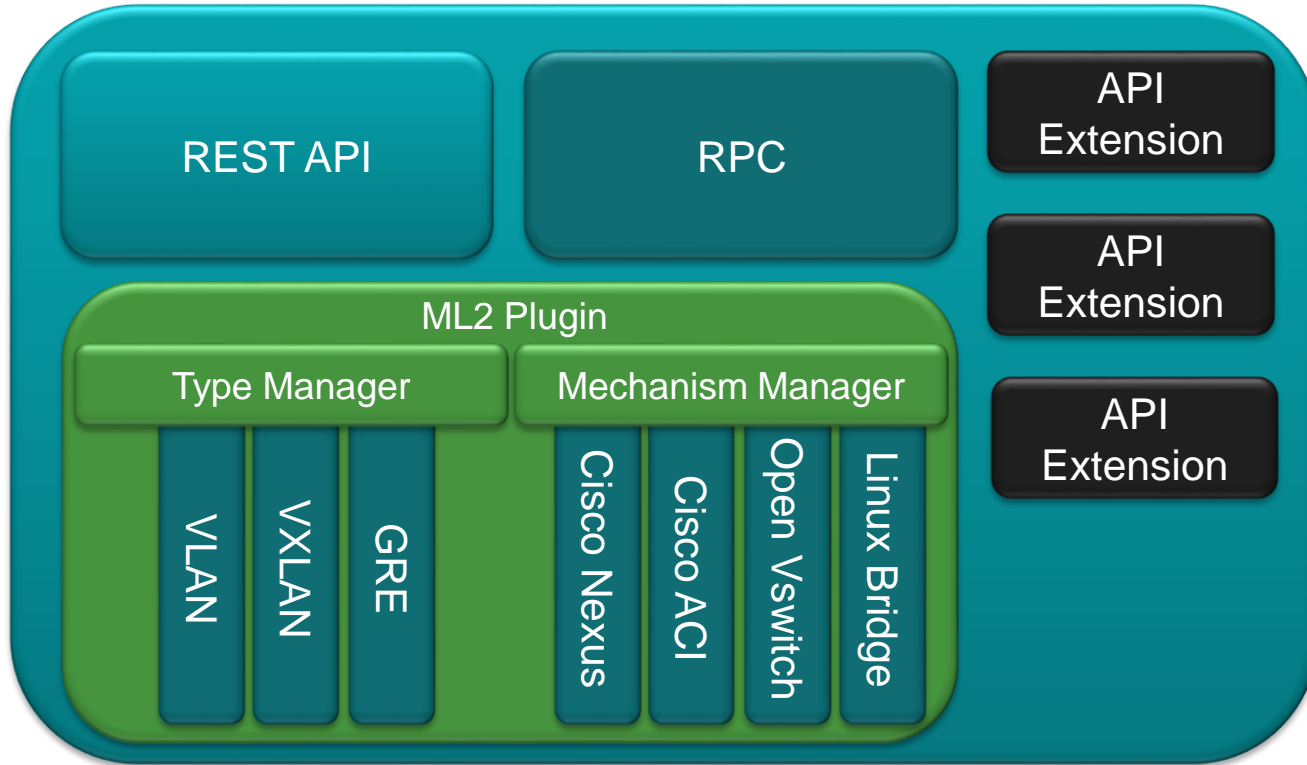 REST API
RPC
API
Extension
API
Extension
API
Extension
ML2 Plugin
Type Manager
Mechanism Manager
VLAN
VXLAN
GRE
Cisco Nexus
Cisco ACI
Open Vswitch
Linux Bridge